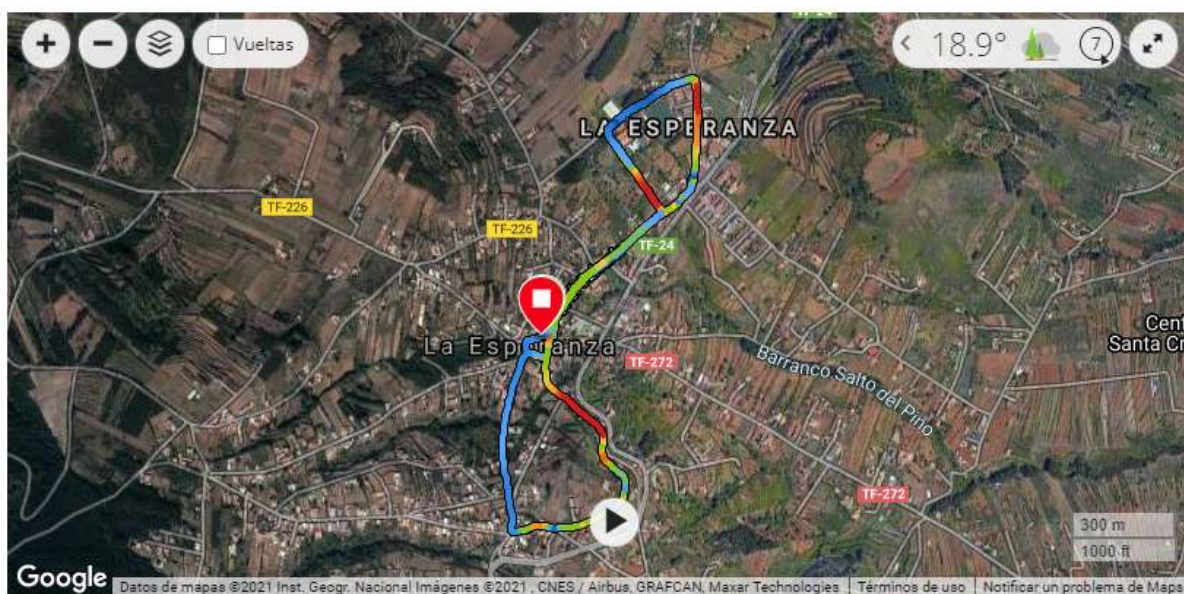 +
−
Vueltas
TF-24
18.9°
7
LA ESPERANZA
TF-226
TF-226
TF-24
La Esperanza
TF-272
Barranco Salto del Pino
Santa Cr
TF-272
300 m
1000 ft
Google
Datos de mapas ©2021 Inst. Geogr. Nacional Imágenes ©2021 , CNES / Airbus, GRAFCAN, Maxar Technologies
Términos de uso
Notificar un problema de Maps